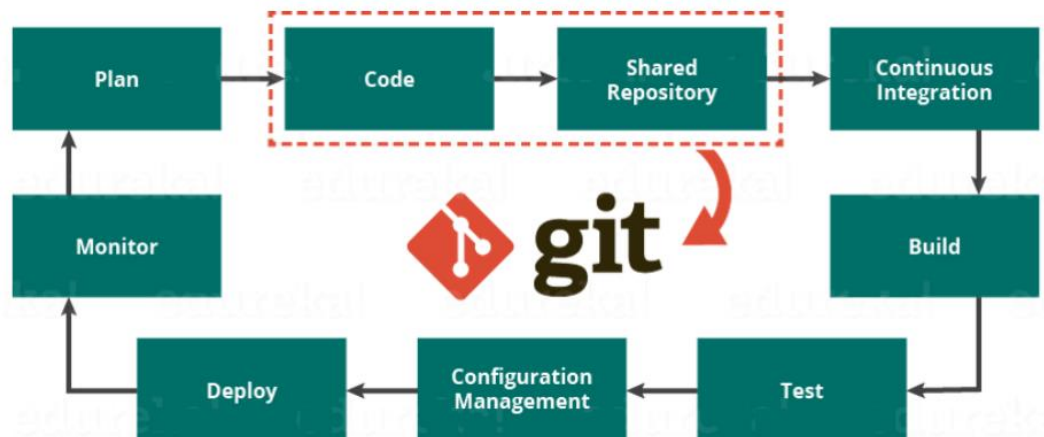 Plan
Code
Shared
Repository
Continuous
Integration
Monitor
git
Build
Deploy
Configuration
Management
Test